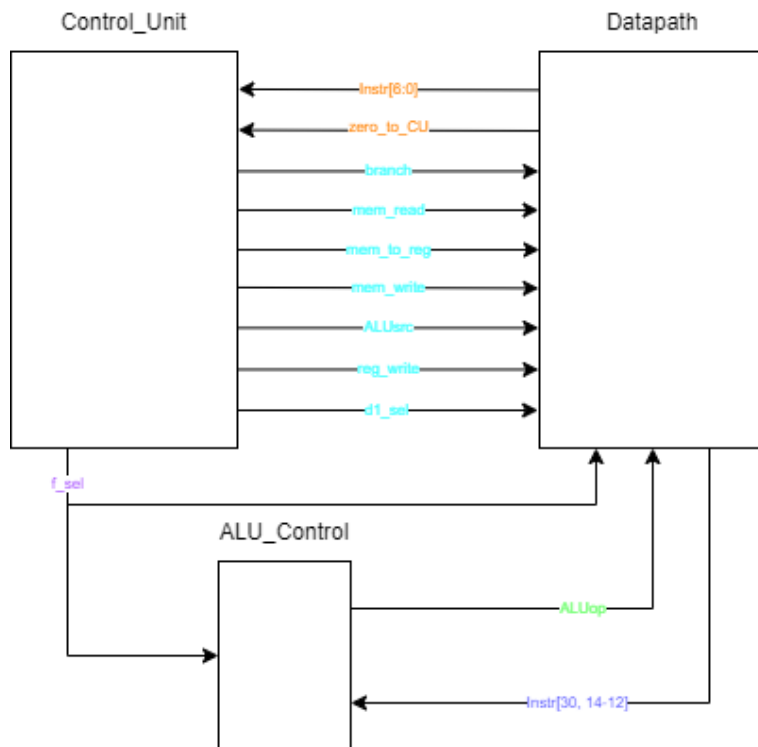 Control_Unit
Datapath
Instr[6:0]
zero_to_CU
branch
mem_read
mem_to_reg
mem_write
ALUsrc
reg_write
d1_sel
f_sel
ALU_Control
ALUop
Instr[30, 14-12]